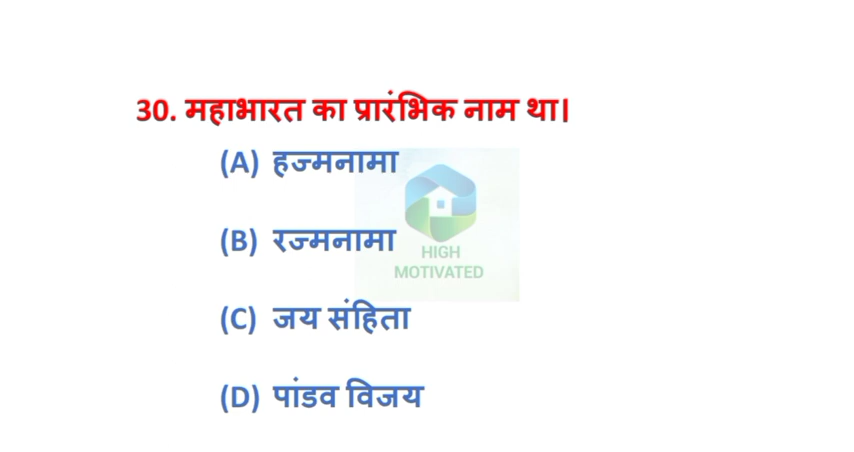 30. महाभारत का प्रारंभिक नाम था।
(A) हज्मनामा
(B) रज्मनामा
HIGH
MOTIVATED
(C) जय संहिता
(D) पांडव विजय